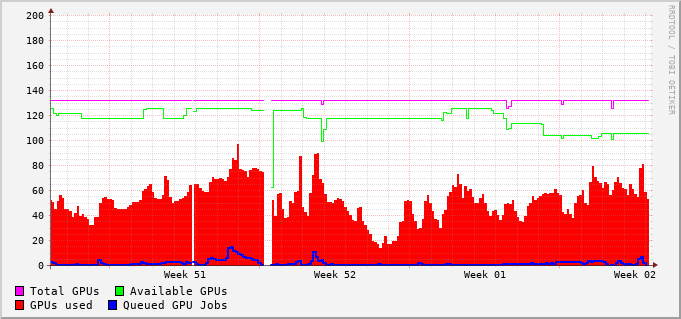 200
180
160
140
120
100
80
60
40
20
0
Week 51 Week 52 Week 01 Week 02
Total GPUs Available GPUs
GPUs used Queued GPU Jobs
RRDTOOL / TOBI OETIKER